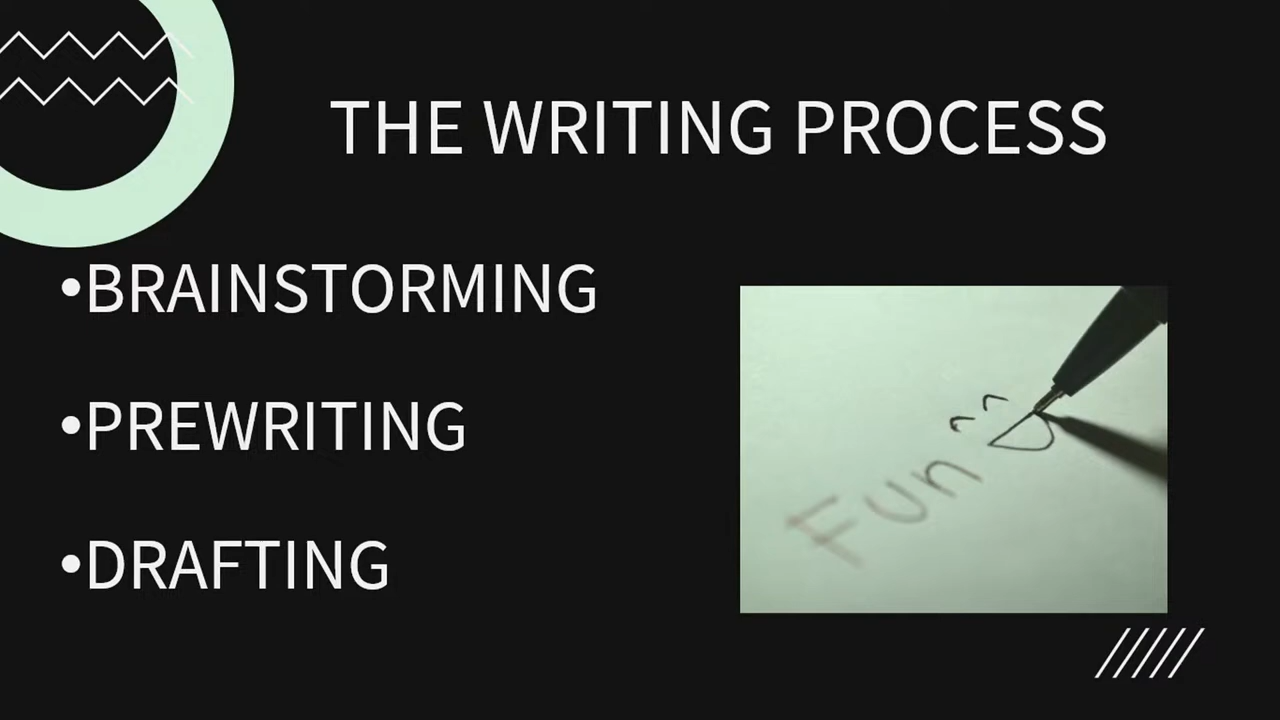 THE WRITING PROCESS
•BRAINSTORMING
•PREWRITING
•DRAFTING
Fun